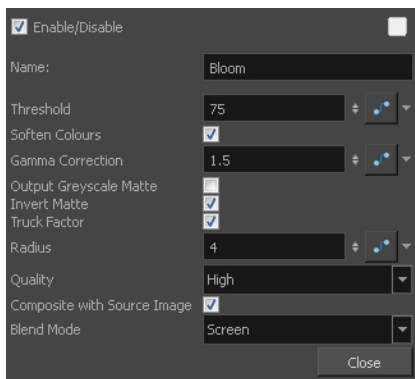 Enable/Disable
Name: Bloom
Threshold 75
Soften Colours
Gamma Correction 1.5
Output Greyscale Matte
Invert Matte
Truck Factor
Radius 4
Quality High
Composite with Source Image
Blend Mode Screen
Close